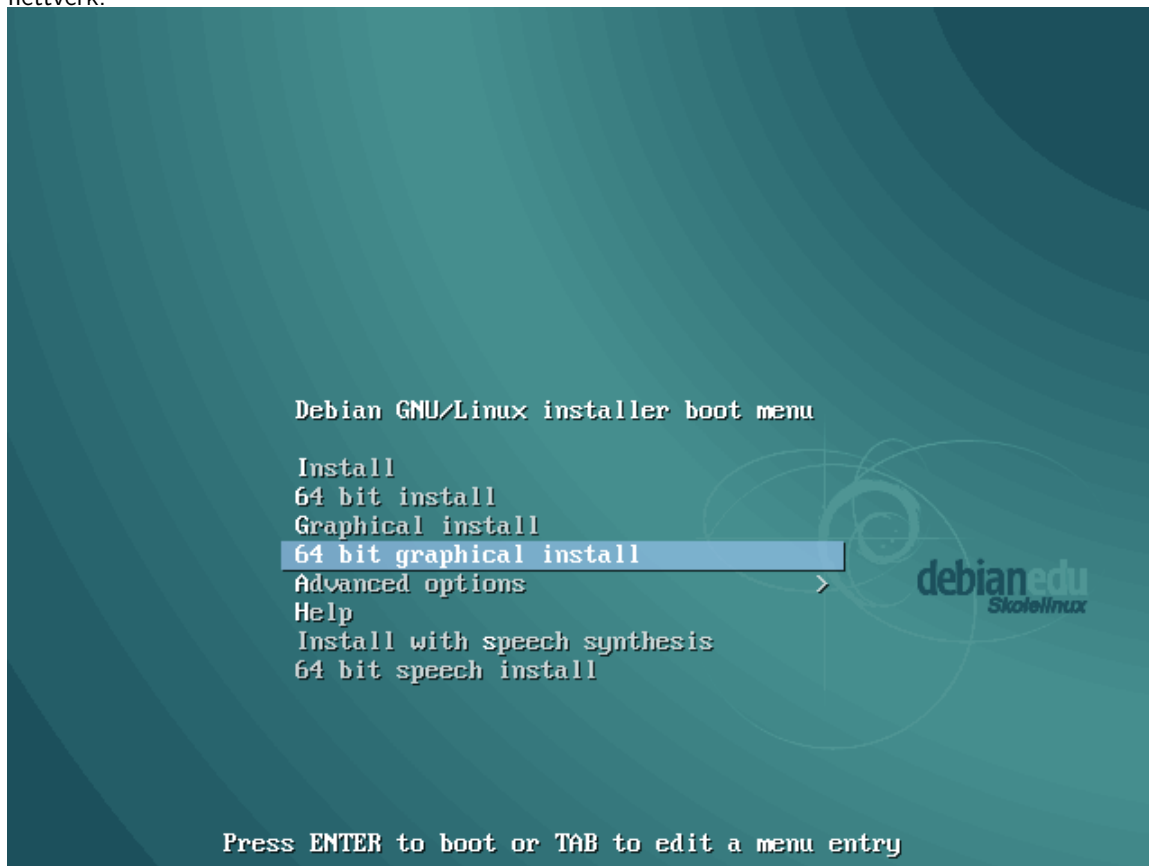 nettverk.
Debian GNU/Linux installer boot menu
Install
64 bit install
Graphical install
64 bit graphical install
Advanced options >
Help
Install with speech synthesis
64 bit speech install
debianedu
Skolelinux
Press ENTER to boot or TAB to edit a menu entry